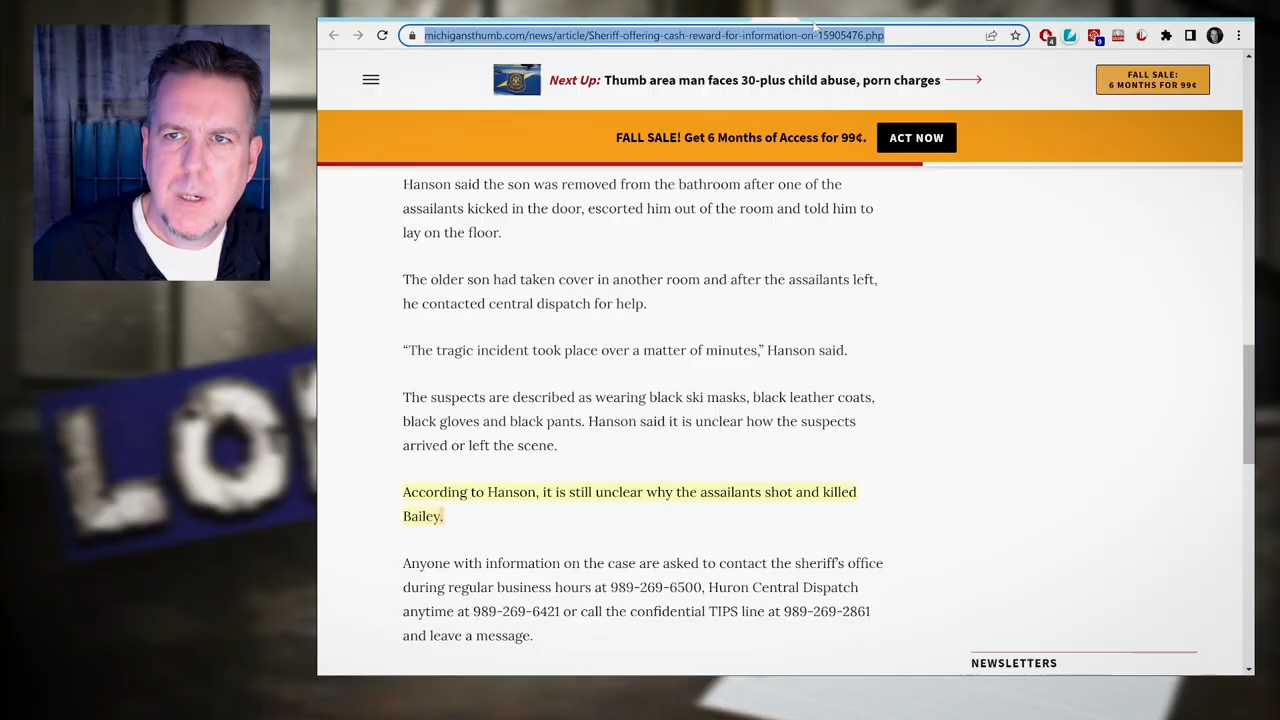 michigansthumb.com/news/article/Sheriff-offering-cash-reward-for-information-on-15905476.php
4
9
Next Up: Thumb area man faces 30-plus child abuse, porn charges
FALL SALE:
6 MONTHS FOR 99¢
FALL SALE! Get 6 Months of Access for 99¢.
ACT NOW
Hanson said the son was removed from the bathroom after one of the
assailants kicked in the door, escorted him out of the room and told him to
lay on the floor.
The older son had taken cover in another room and after the assailants left,
he contacted central dispatch for help.
“The tragic incident took place over a matter of minutes,” Hanson said.
The suspects are described as wearing black ski masks, black leather coats,
black gloves and black pants. Hanson said it is unclear how the suspects
arrived or left the scene.
According to Hanson, it is still unclear why the assailants shot and killed
Bailey.
Anyone with information on the case are asked to contact the sheriff's office
during regular business hours at 989-269-6500, Huron Central Dispatch
anytime at 989-269-6421 or call the confidential TIPS line at 989-269-2861
and leave a message.
NEWSLETTERS
LO